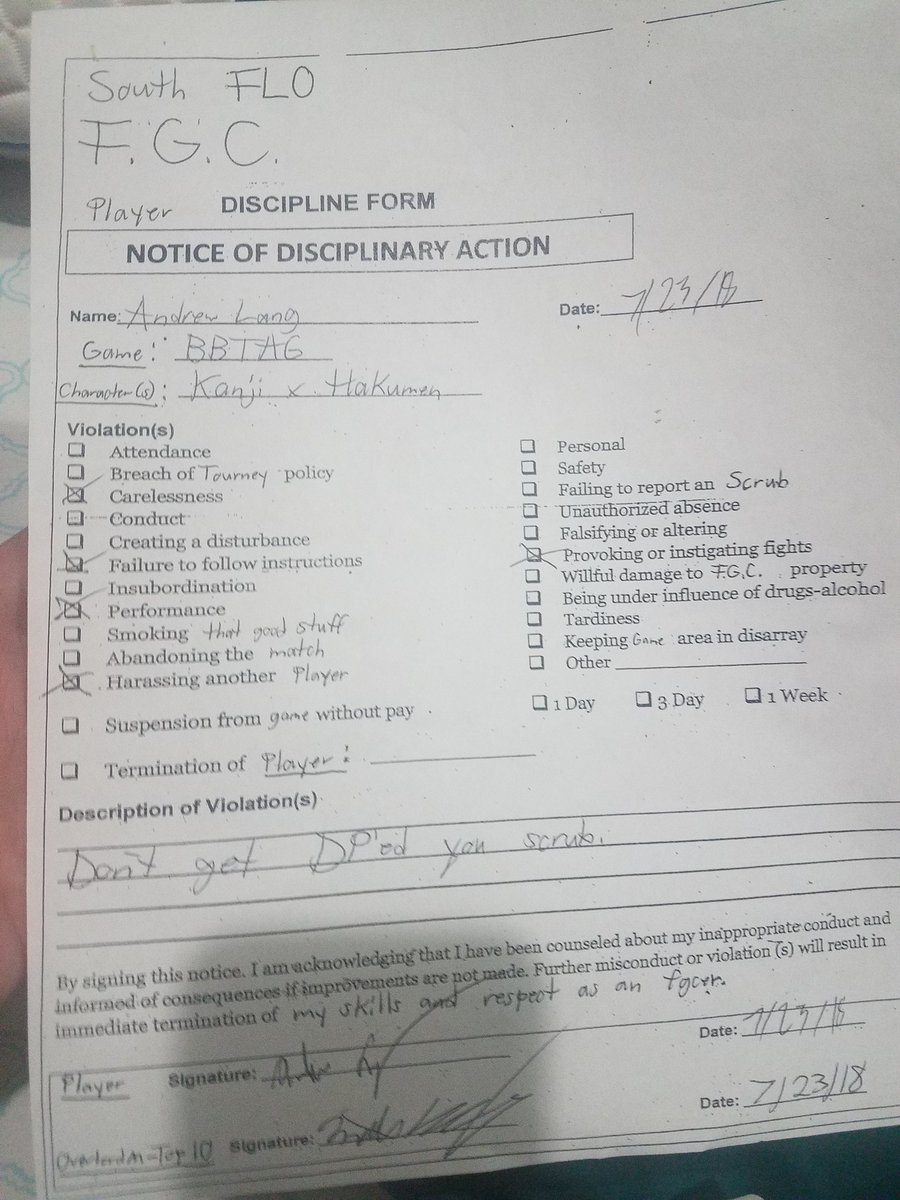 South FLO
F.G.C.
Player DISCIPLINE FORM
NOTICE OF DISCIPLINARY ACTION
Name: Andrew Lang Date: 7/23/18
Game: BBTAG
Character(s): Kanji x Hakumen
Violation(s)
Attendance
Breach of Tourney policy
Carelessness
Conduct
Creating a disturbance
Failure to follow instructions
Insubordination
Performance
Smoking that good stuff
Abandoning the match
Harassing another Player
Suspension from game without pay
Termination of Player:
Personal
Safety
Failing to report an Scrub
Unauthorized absence
Falsifying or altering
Provoking or instigating fights
Willful damage to F.G.C. property
Being under influence of drugs-alcohol
Tardiness
Keeping Game area in disarray
Other
1 Day 3 Day 1 Week
Description of Violation(s)
Don't get DP'ed you scrub.
By signing this notice. I am acknowledging that I have been counseled about my inappropriate conduct and
informed of consequences if improvements are not made. Further misconduct or violation (s) will result in
immediate termination of my skills and respect as an fgcer.
Date: 7/23/18
Player Signature:
Date: 7/23/18
Top 10 Signature: